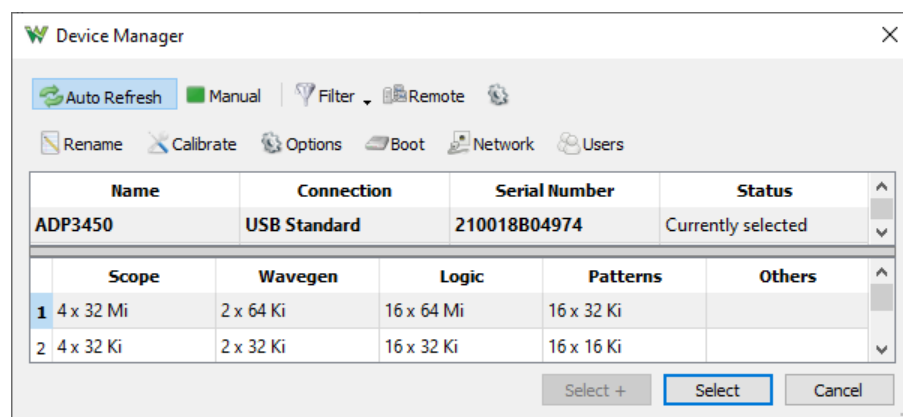 Device Manager
Auto Refresh Manual Filter Remote
Rename Calibrate Options Boot Network Users
Name Connection Serial Number Status
ADP3450 USB Standard 210018B04974 Currently selected
Scope Wavegen Logic Patterns Others
1 4 x 32 Mi 2 x 64 Ki 16 x 64 Mi 16 x 32 Ki
2 4 x 32 Ki 2 x 32 Ki 16 x 32 Ki 16 x 16 Ki
Select + Select Cancel